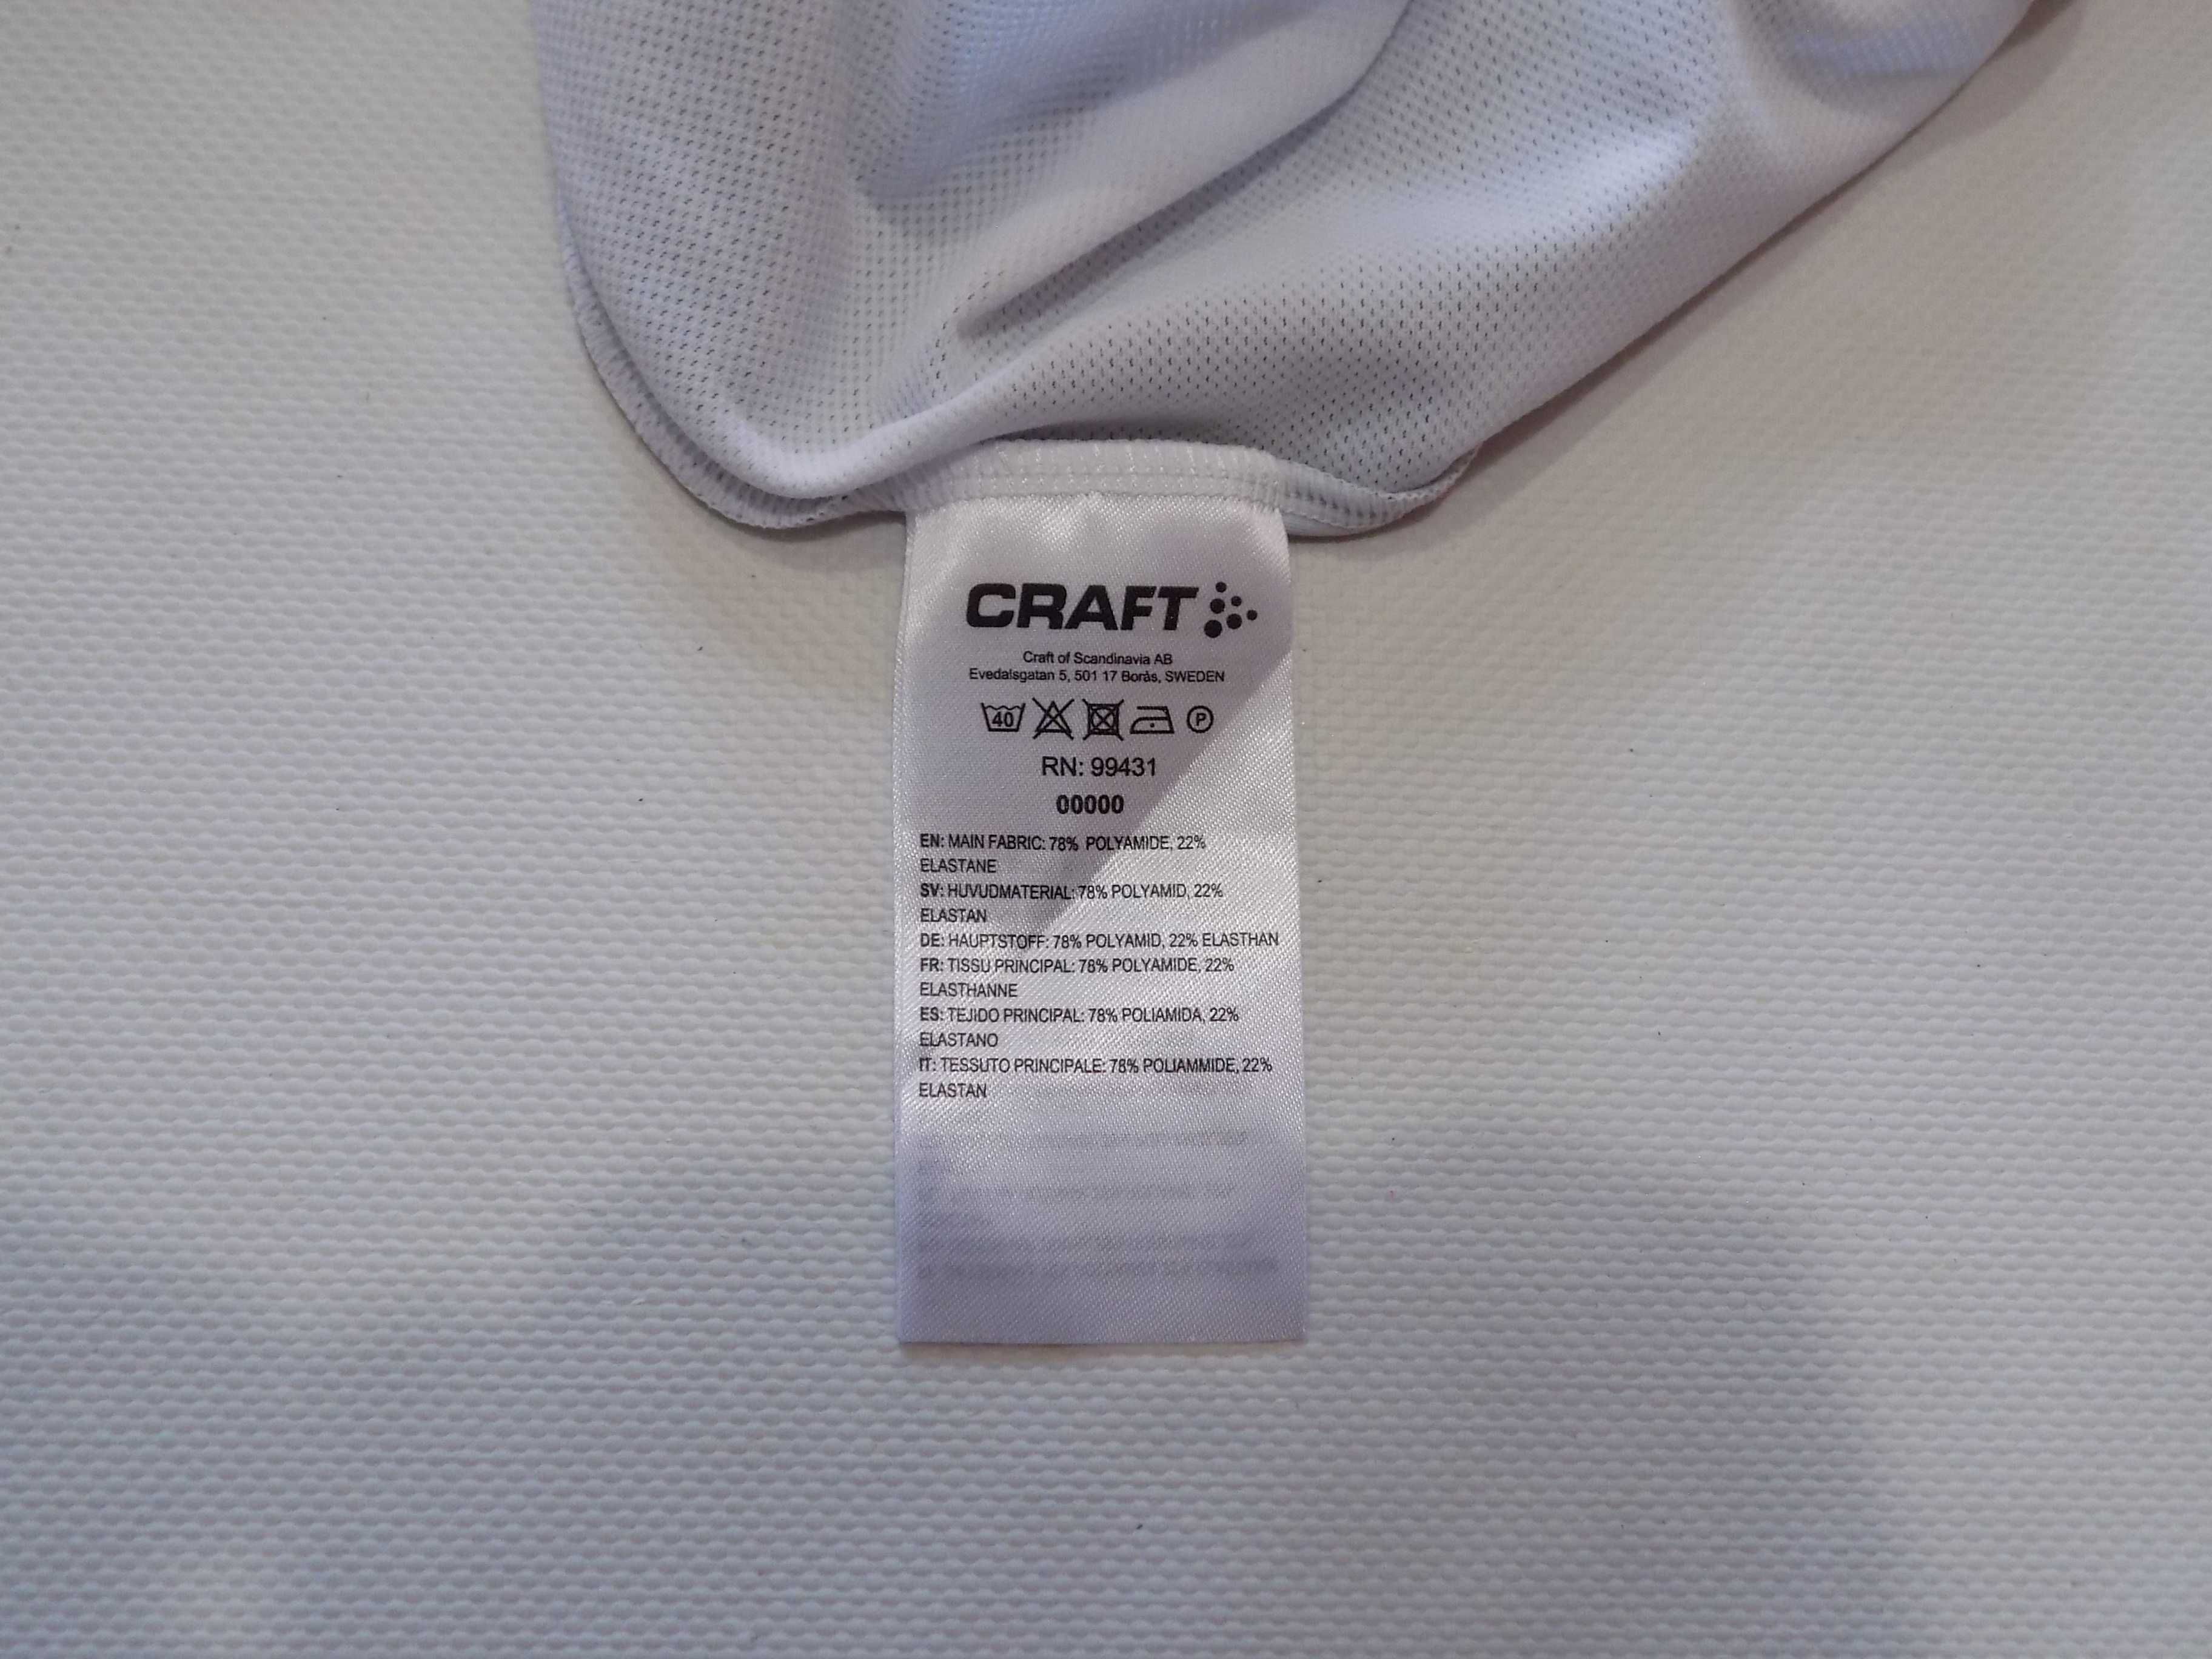 CRAFT
Craft of Scandinavia AB
Evedalsgatan 5, 501 17 Borås, SWEDEN
40 P
RN: 99431
00000
EN: MAIN FABRIC: 78% POLYAMIDE, 22%
ELASTANE
SV: HUVUDMATERIAL: 78% POLYAMID, 22%
ELASTAN
DE: HAUPTSTOFF: 78% POLYAMID, 22% ELASTHAN
FR: TISSU PRINCIPAL: 78% POLYAMIDE, 22%
ELASTHANNE
ES: TEJIDO PRINCIPAL: 78% POLIAMIDA, 22%
ELASTANO
IT: TESSUTO PRINCIPALE: 78% POLIAMMIDE, 22%
ELASTAN